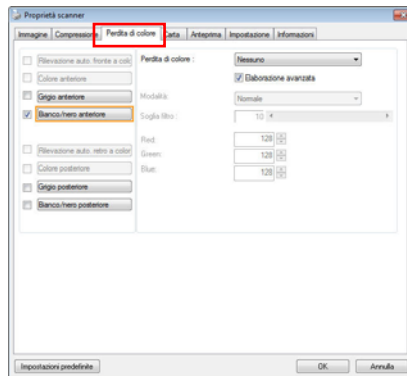 Proprietà scanner
Immagine Compressione Perdita di colore Carta Anteprima Impostazione Informazioni
Rilevazione auto. fronte a colo
Colore anteriore
Grigio anteriore
Bianco/nero anteriore
Rilevazione auto. retro a color
Colore posteriore
Grigio posteriore
Bianco/nero posteriore
Perdita di colore : Nessuno
Elaborazione avanzata
Modalità: Normale
Soglia filtro : 10
Red: 128
Green: 128
Blue: 128
Impostazioni predefinite OK Annulla